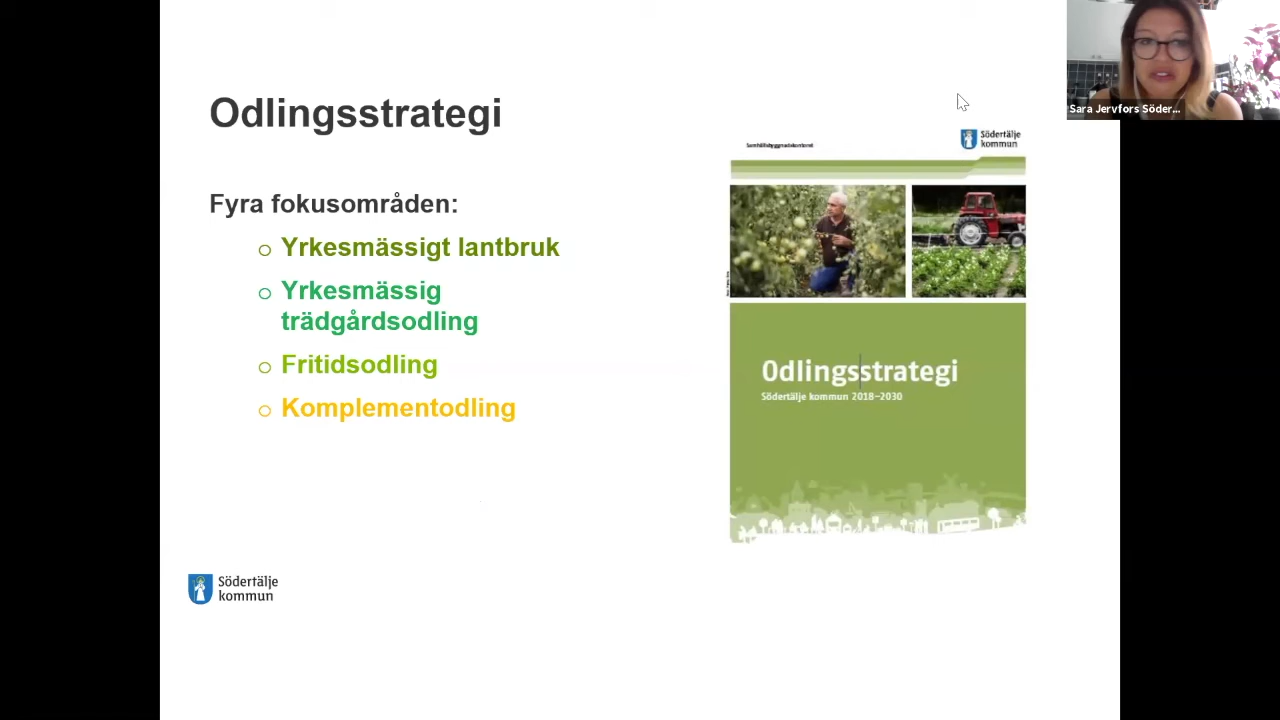 Odlingsstrategi
Fyra fokusområden:
o Yrkesmässigt lantbruk
o Yrkesmässig
trädgårdsodling
o Fritidsodling
o Komplementodling
Södertälje
kommun
Samhällsbyggnadskontoret
Södertälje
kommun
Odlingsstrategi
Södertälje kommun 2018–2030
Sara Jervfors Söder...